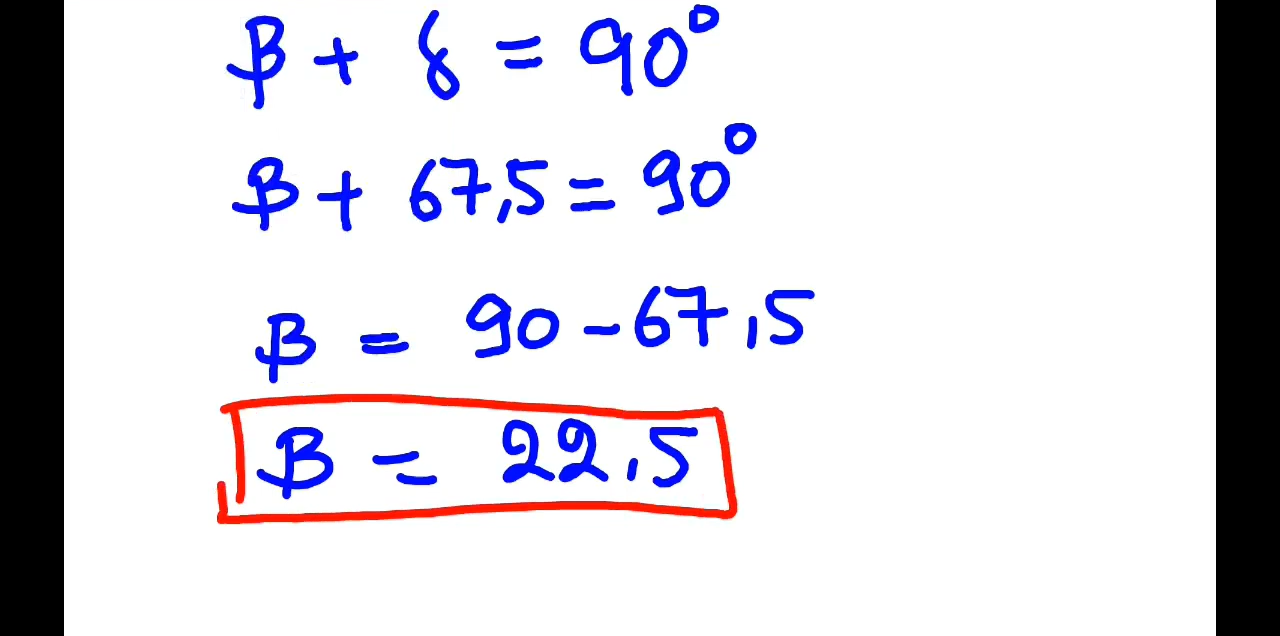 β + γ = 90°
β + 67,5 = 90°
β = 90 - 67,5
β = 22,5